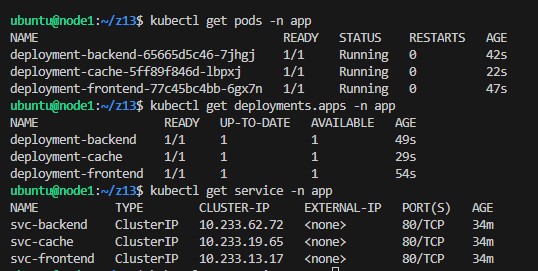 ubuntu@node1:~/z13$ kubectl get pods -n app
NAME READY STATUS RESTARTS AGE
deployment-backend-65665d5c46-7jhgj 1/1 Running 0 42s
deployment-cache-5ff89f846d-lbpxj 1/1 Running 0 22s
deployment-frontend-77c45bc4bb-6gx7n 1/1 Running 0 47s
ubuntu@node1:~/z13$ kubectl get deployments.apps -n app
NAME READY UP-TO-DATE AVAILABLE AGE
deployment-backend 1/1 1 1 49s
deployment-cache 1/1 1 1 29s
deployment-frontend 1/1 1 1 54s
ubuntu@node1:~/z13$ kubectl get service -n app
NAME TYPE CLUSTER-IP EXTERNAL-IP PORT(S) AGE
svc-backend ClusterIP 10.233.62.72 <none> 80/TCP 34m
svc-cache ClusterIP 10.233.19.65 <none> 80/TCP 34m
svc-frontend ClusterIP 10.233.13.17 <none> 80/TCP 34m